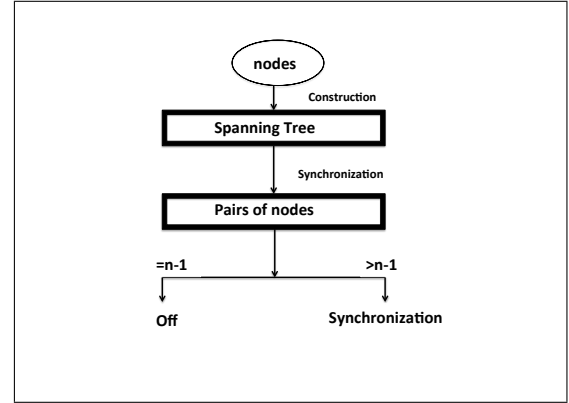 nodes
Construction
Spanning Tree
Synchronization
Pairs of nodes
=n-1
>n-1
Off
Synchronization